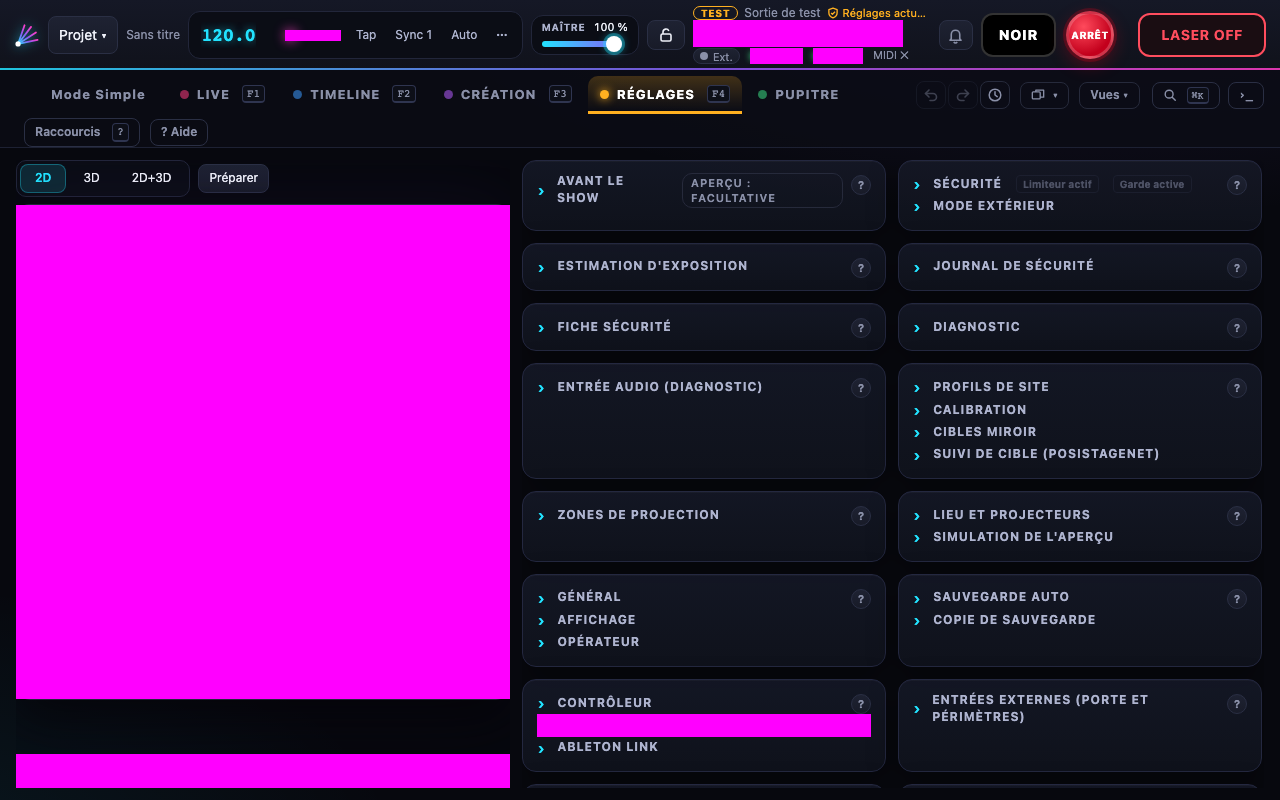 Projet ▾ Sans titre 120.0 Tap Sync 1 Auto ··· MAÎTRE 100 % TEST Sortie de test Réglages actu…
Ext. MIDI ✕
NOIR ARRÊT LASER OFF
Mode Simple LIVE F1 TIMELINE F2 CRÉATION F3 RÉGLAGES F4 PUPITRE Vues ▾ ⌘K ›_
Raccourcis ? ? Aide
2D 3D 2D+3D Préparer
AVANT LE SHOW
APERÇU : FACULTATIVE ?
SÉCURITÉ Limiteur actif Garde active ?
MODE EXTÉRIEUR
ESTIMATION D'EXPOSITION ?
JOURNAL DE SÉCURITÉ ?
FICHE SÉCURITÉ ?
DIAGNOSTIC ?
ENTRÉE AUDIO (DIAGNOSTIC) ?
PROFILS DE SITE ?
CALIBRATION
CIBLES MIROIR
SUIVI DE CIBLE (POSISTAGENET)
ZONES DE PROJECTION ?
LIEU ET PROJECTEURS ?
SIMULATION DE L'APERÇU
GÉNÉRAL ?
AFFICHAGE
OPÉRATEUR
SAUVEGARDE AUTO ?
COPIE DE SAUVEGARDE
CONTRÔLEUR ?
ABLETON LINK
ENTRÉES EXTERNES (PORTE ET
PÉRIMÈTRES) ?